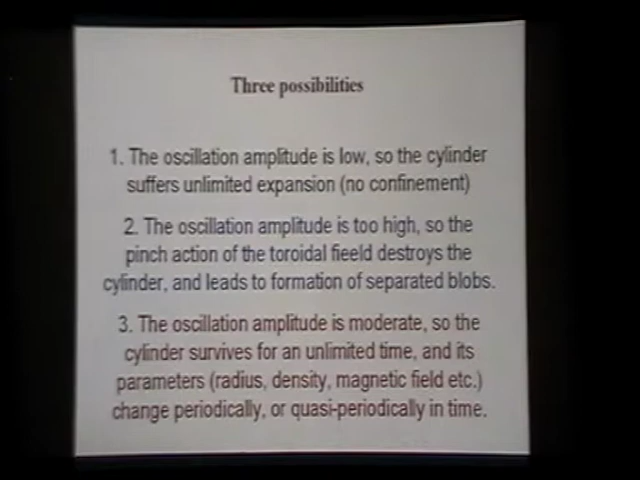 Three possibilities
1. The oscillation amplitude is low, so the cylinder
suffers unlimited expansion (no confinement)
2. The oscillation amplitude is too high, so the
pinch action of the toroidal fieeld destroys the
cylinder, and leads to formation of separated blobs.
3. The oscillation amplitude is moderate, so the
cylinder survives for an unlimited time, and its
parameters (radius, density, magnetic field etc.)
change periodically, or quasi-periodically in time.